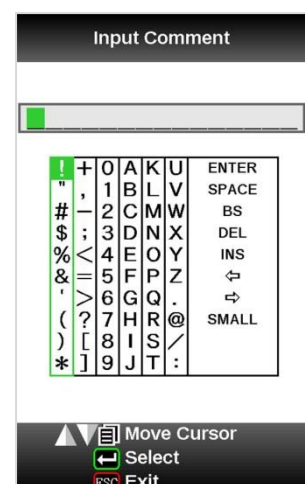 Input Comment
! + 0 A K U ENTER
" , 1 B L V SPACE
# - 2 C M W BS
$ ; 3 D N X DEL
% < 4 E O Y INS
& = 5 F P Z ⇦
' > 6 G Q . ⇨
( ? 7 H R @ SMALL
) [ 8 I S /
* ] 9 J T :
Move Cursor
Select
ESC Exit